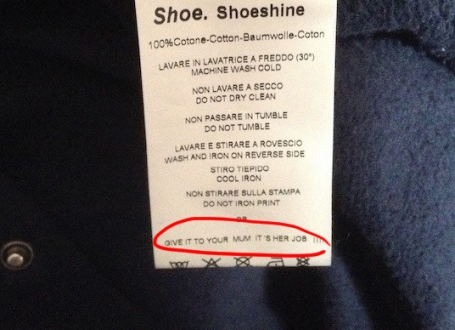 Shoe. Shoeshine
100%Cotone-Cotton-Baumwolle-Coton
LAVARE IN LAVATRICE A FREDDO (30°)
MACHINE WASH COLD
NON LAVARE A SECCO
DO NOT DRY CLEAN
NON PASSARE IN TUMBLE
DO NOT TUMBLE
LAVARE E STIRARE A ROVESCIO
WASH AND IRON ON REVERSE SIDE
STIRO TIEPIDO
COOL IRON
NON STIRARE SULLA STAMPA
DO NOT IRON PRINT
OR
GIVE IT TO YOUR MUM IT 'S HER JOB !!!